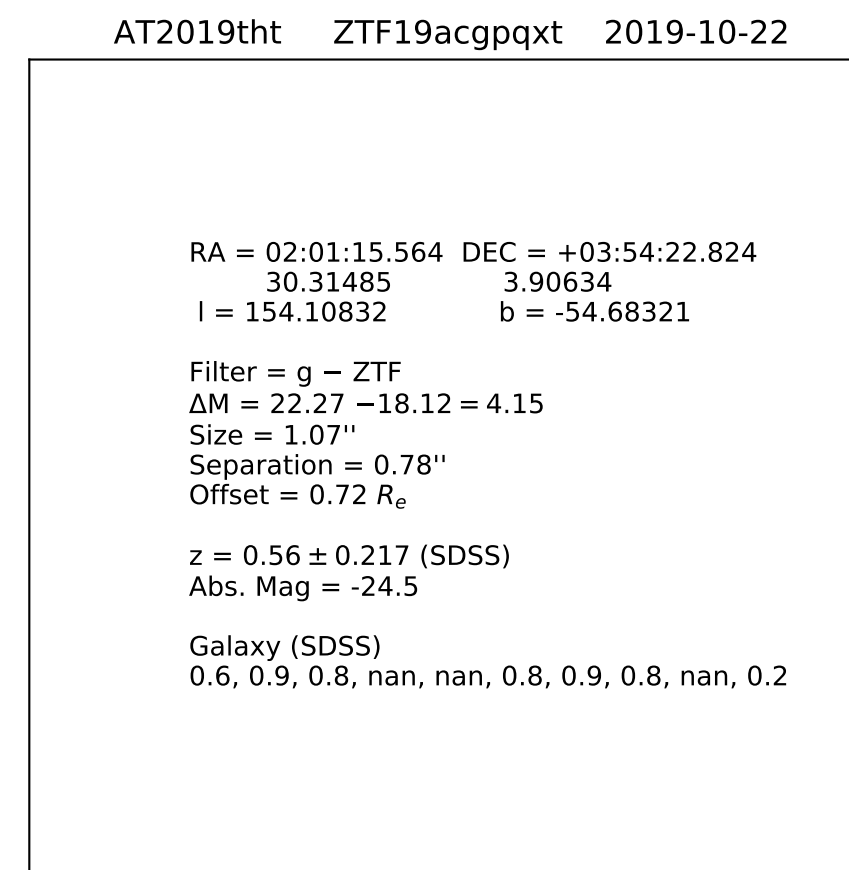 AT2019tht ZTF19acgpqxt 2019-10-22
RA = 02:01:15.564 DEC = +03:54:22.824
30.31485 3.90634
l = 154.10832 b = -54.68321
Filter = g − ZTF
ΔM = 22.27 −18.12 = 4.15
Size = 1.07''
Separation = 0.78''
Offset = 0.72 Rₑ
z = 0.56 ± 0.217 (SDSS)
Abs. Mag = -24.5
Galaxy (SDSS)
0.6, 0.9, 0.8, nan, nan, 0.8, 0.9, 0.8, nan, 0.2